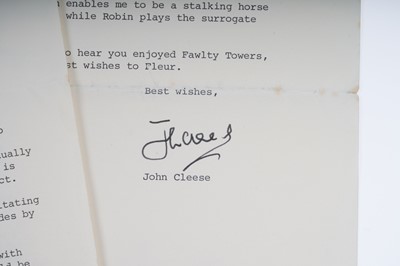 enables me to be a stalking horse
while Robin plays the surrogate
o hear you enjoyed Fawlty Towers,
st wishes to Fleur.
Best wishes,
John Cleese
ually
is
ct.
tating
des by
with
d be